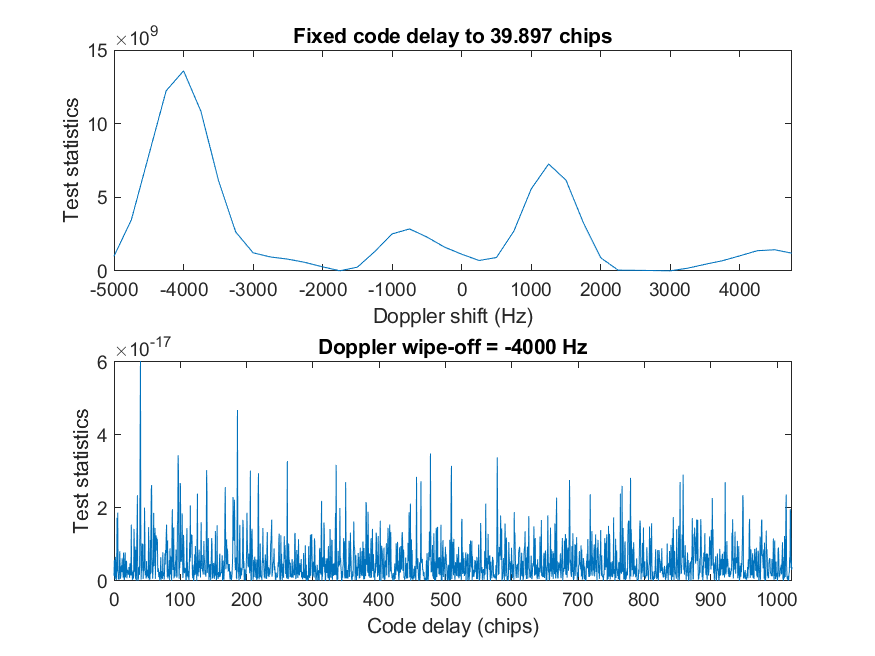 Fixed code delay to 39.897 chips
×10⁹
15
10
5
0
Test statistics
-5000 -4000 -3000 -2000 -1000 0 1000 2000 3000 4000
Doppler shift (Hz)
Doppler wipe-off = -4000 Hz
×10⁻¹⁷
6
4
2
0
Test statistics
0 100 200 300 400 500 600 700 800 900 1000
Code delay (chips)